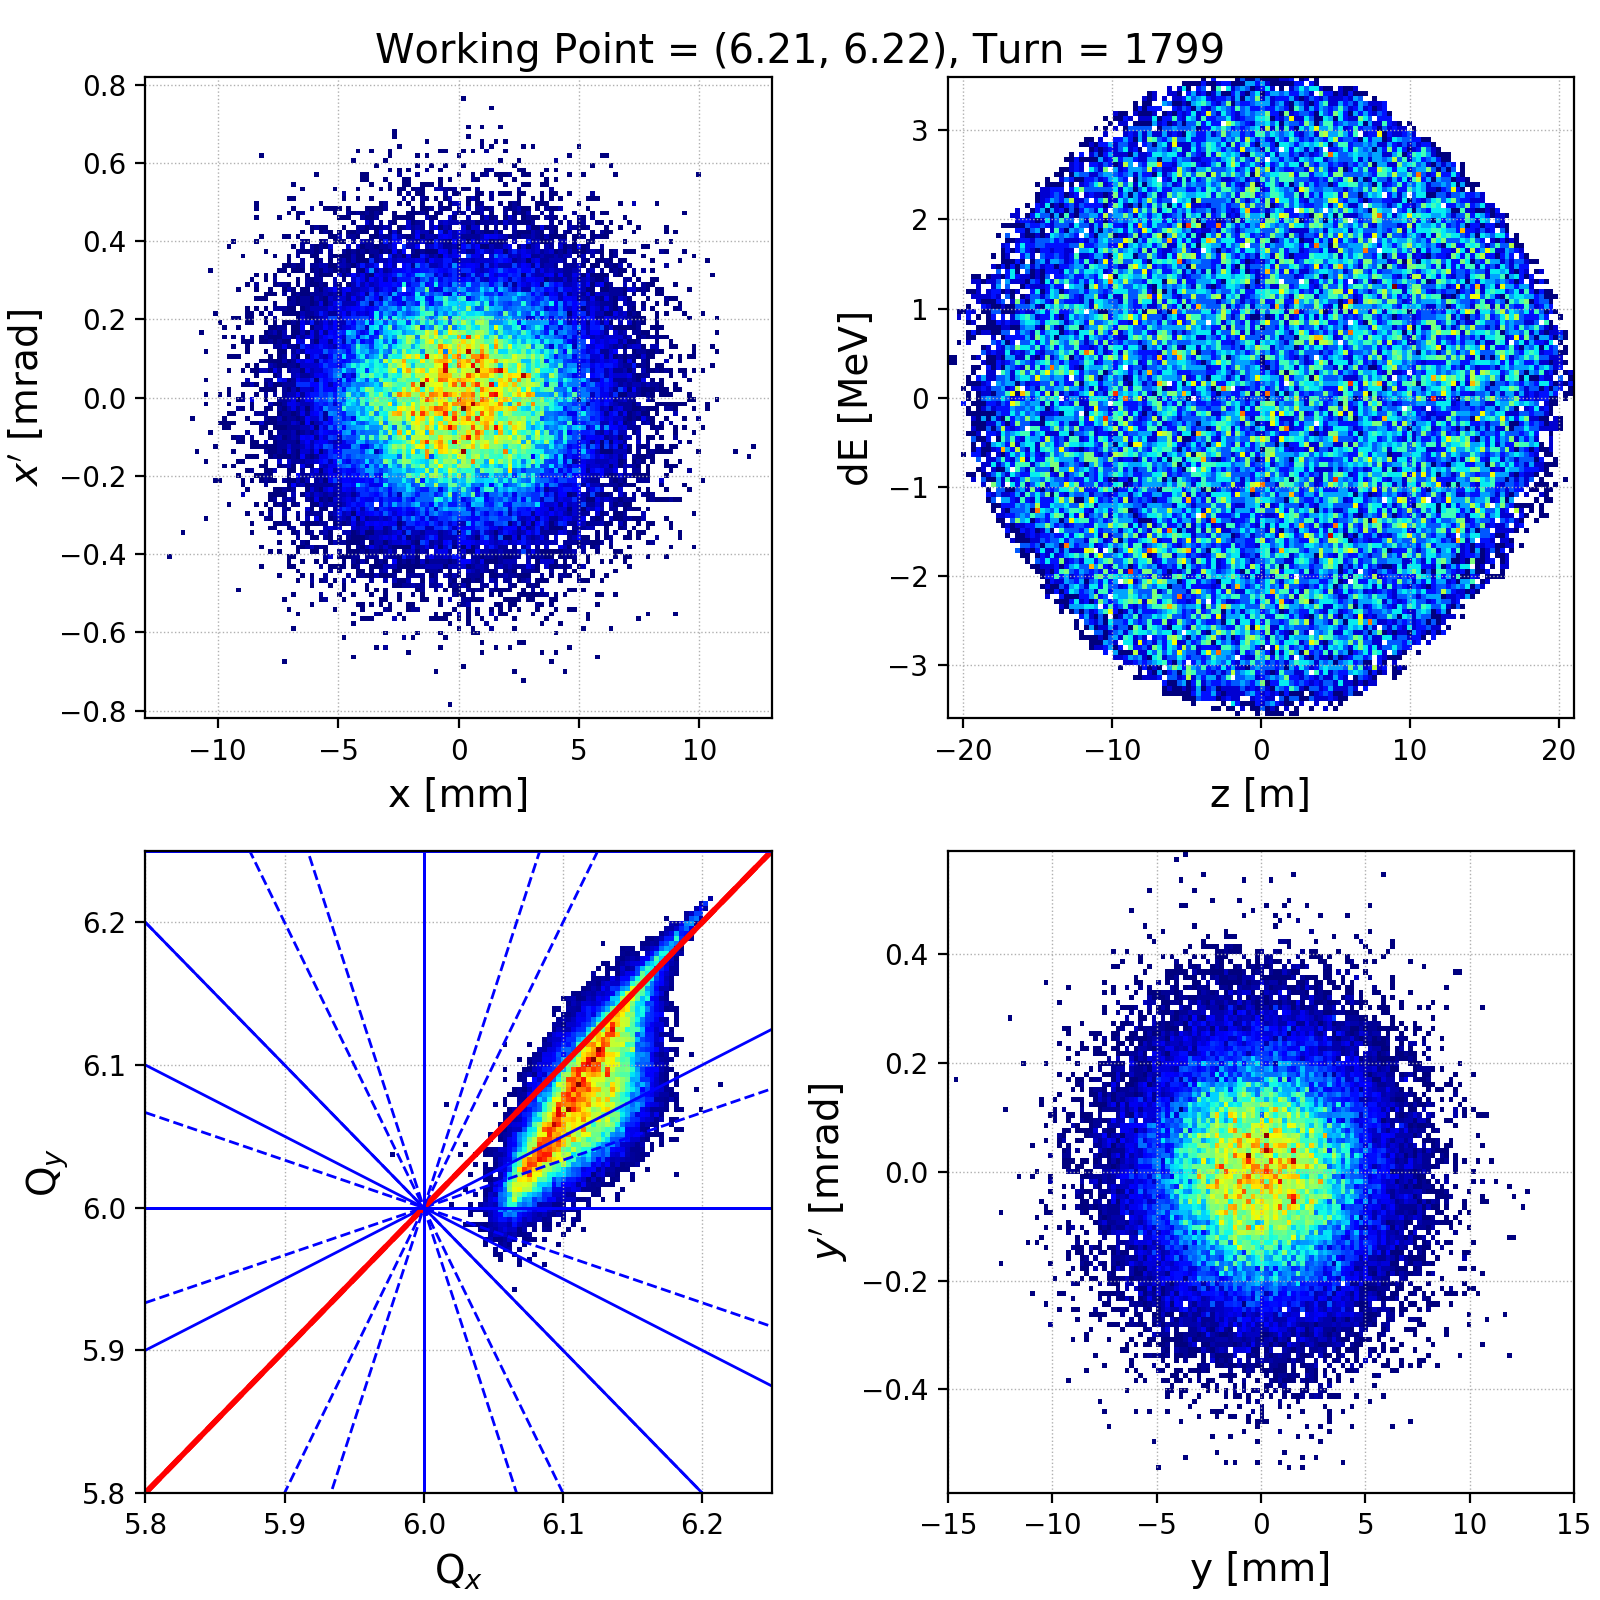 Working Point = (6.21, 6.22), Turn = 1799
0.8
0.6
0.4
0.2
0.0
−0.2
−0.4
−0.6
−0.8
x′ [mrad]
−10 −5 0 5 10
x [mm]
3
2
1
0
−1
−2
−3
dE [MeV]
−20 −10 0 10 20
z [m]
6.2
6.1
6.0
5.9
5.8
Qy
5.8 5.9 6.0 6.1 6.2
Qx
0.4
0.2
0.0
−0.2
−0.4
y′ [mrad]
−15 −10 −5 0 5 10 15
y [mm]